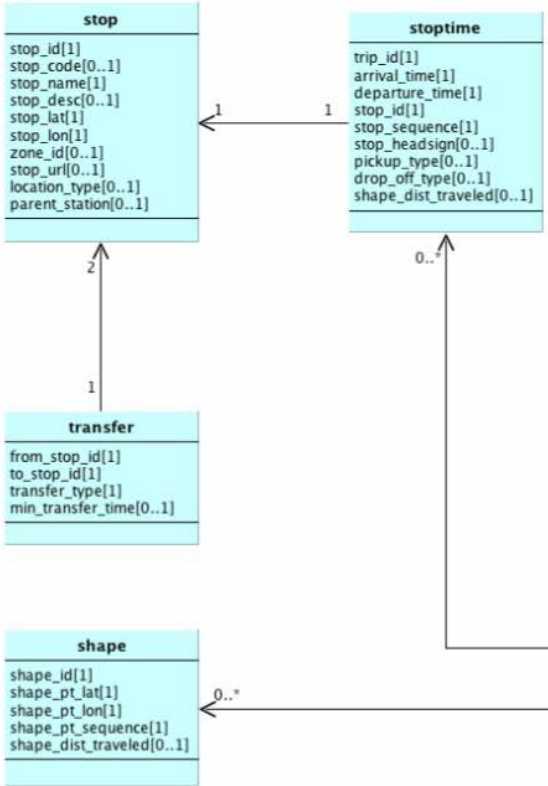 stop
stop_id[1]
stop_code[0..1]
stop_name[1]
stop_desc[0..1]
stop_lat[1]
stop_lon[1]
zone_id[0..1]
stop_url[0..1]
location_type[0..1]
parent_station[0..1]
stoptime
trip_id[1]
arrival_time[1]
departure_time[1]
stop_id[1]
stop_sequence[1]
stop_headsign[0..1]
pickup_type[0..1]
drop_off_type[0..1]
shape_dist_traveled[0..1]
1
1
2
0..*
1
transfer
from_stop_id[1]
to_stop_id[1]
transfer_type[1]
min_transfer_time[0..1]
shape
shape_id[1]
shape_pt_lat[1]
shape_pt_lon[1]
shape_pt_sequence[1]
shape_dist_traveled[0..1]
0..*